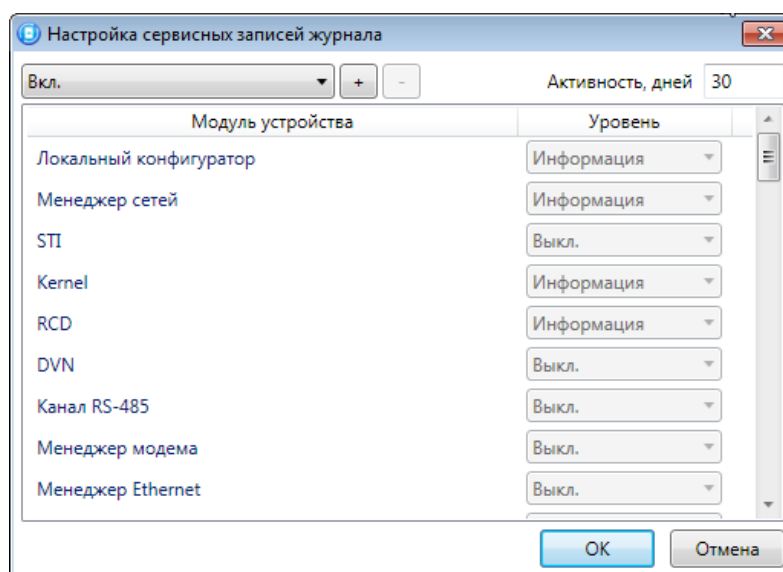 Настройка сервисных записей журнала
Вкл. + - Активность, дней 30
Модуль устройства Уровень
Локальный конфигуратор Информация
Менеджер сетей Информация
STI Выкл.
Kernel Информация
RCD Информация
DVN Выкл.
Канал RS-485 Выкл.
Менеджер модема Выкл.
Менеджер Ethernet Выкл.
OK Отмена